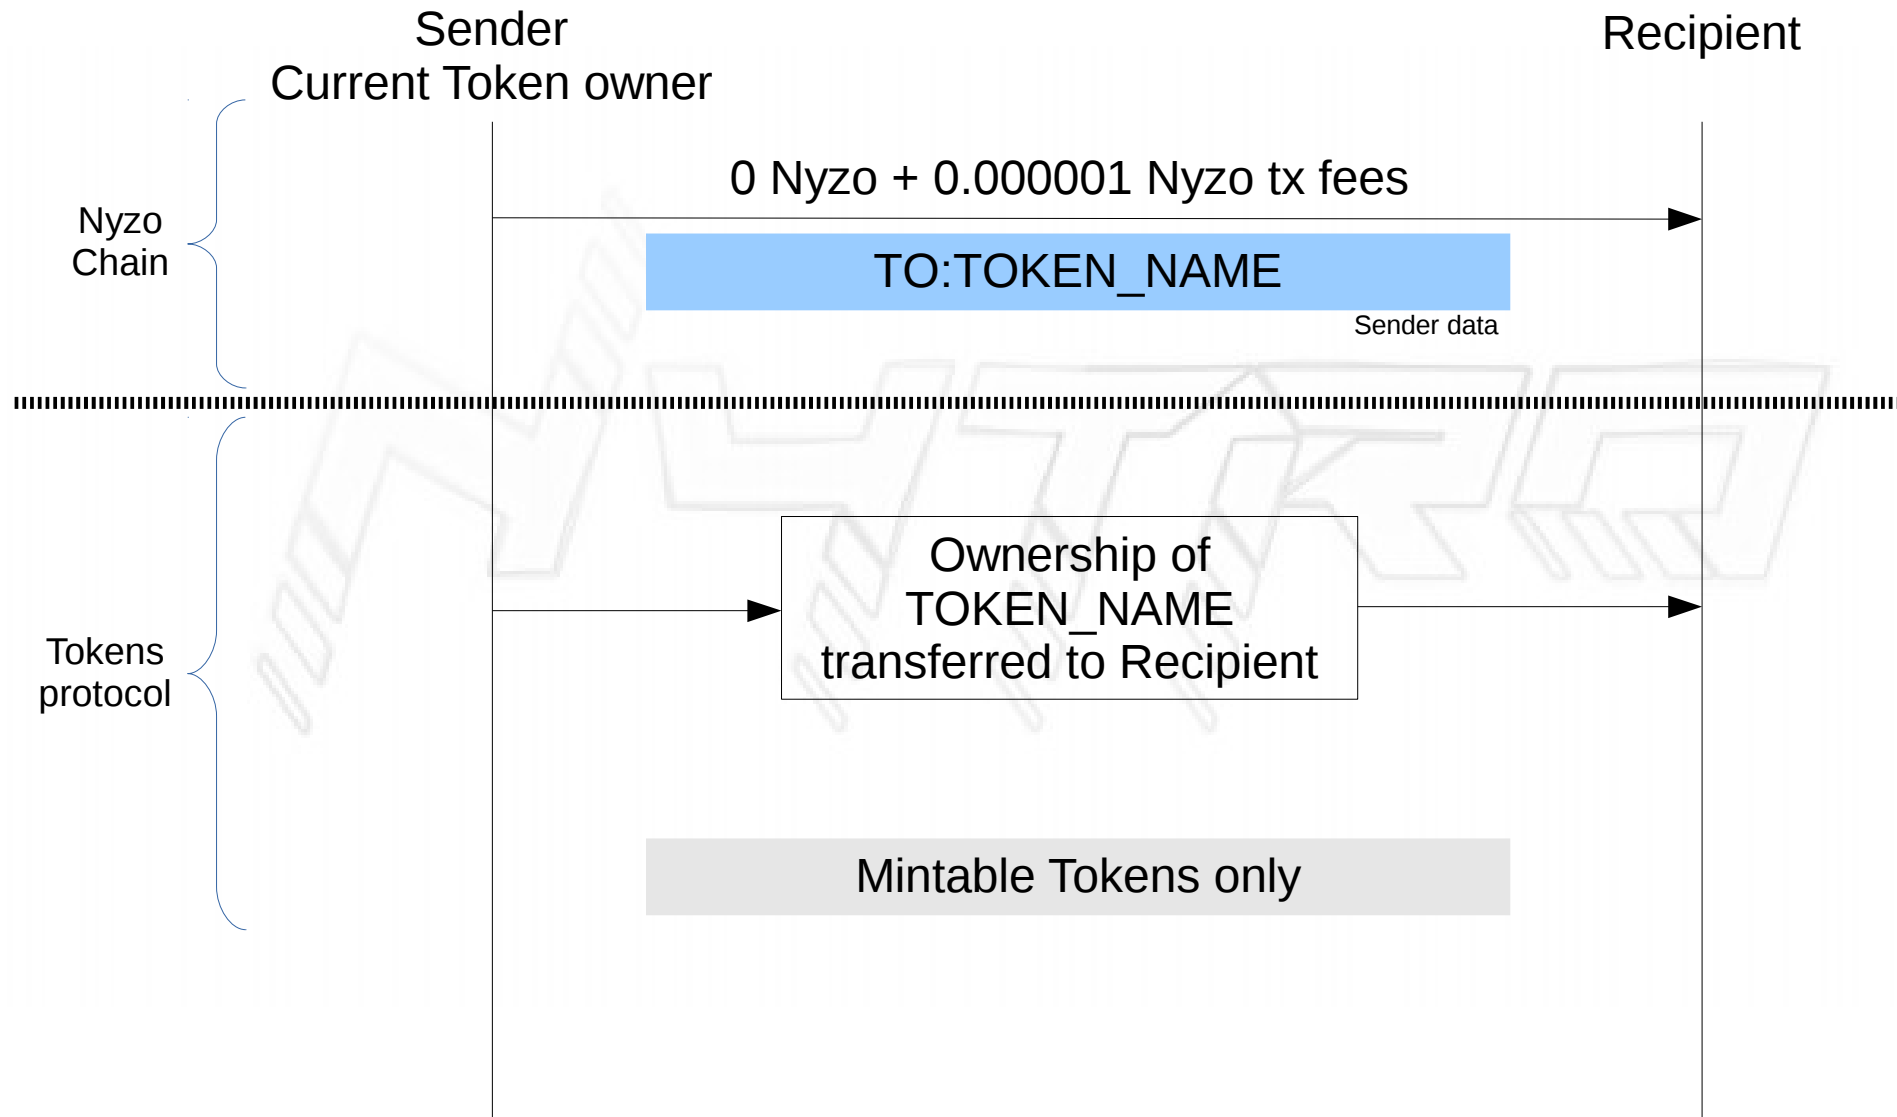 Sender
Current Token owner
Recipient
0 Nyzo + 0.000001 Nyzo tx fees
Nyzo
Chain
TO:TOKEN_NAME
Sender data
NYTRO
Ownership of
TOKEN_NAME
transferred to Recipient
Tokens
protocol
Mintable Tokens only